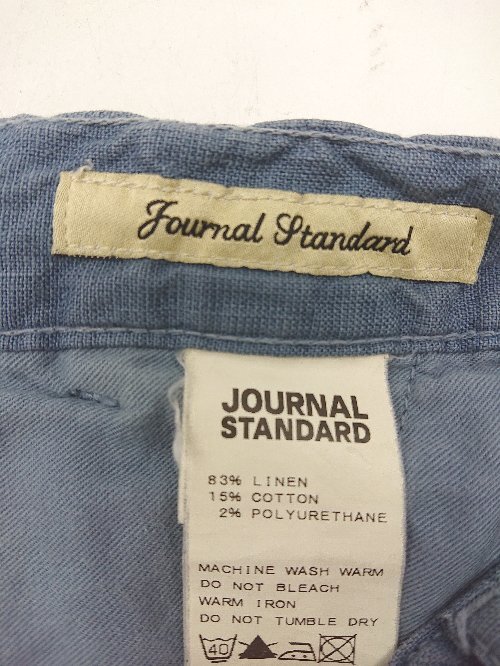 Journal Standard
JOURNAL
STANDARD
83% LINEN
15% COTTON
2% POLYURETHANE
MACHINE WASH WARM
DO NOT BLEACH
WARM IRON
DO NOT TUMBLE DRY
40